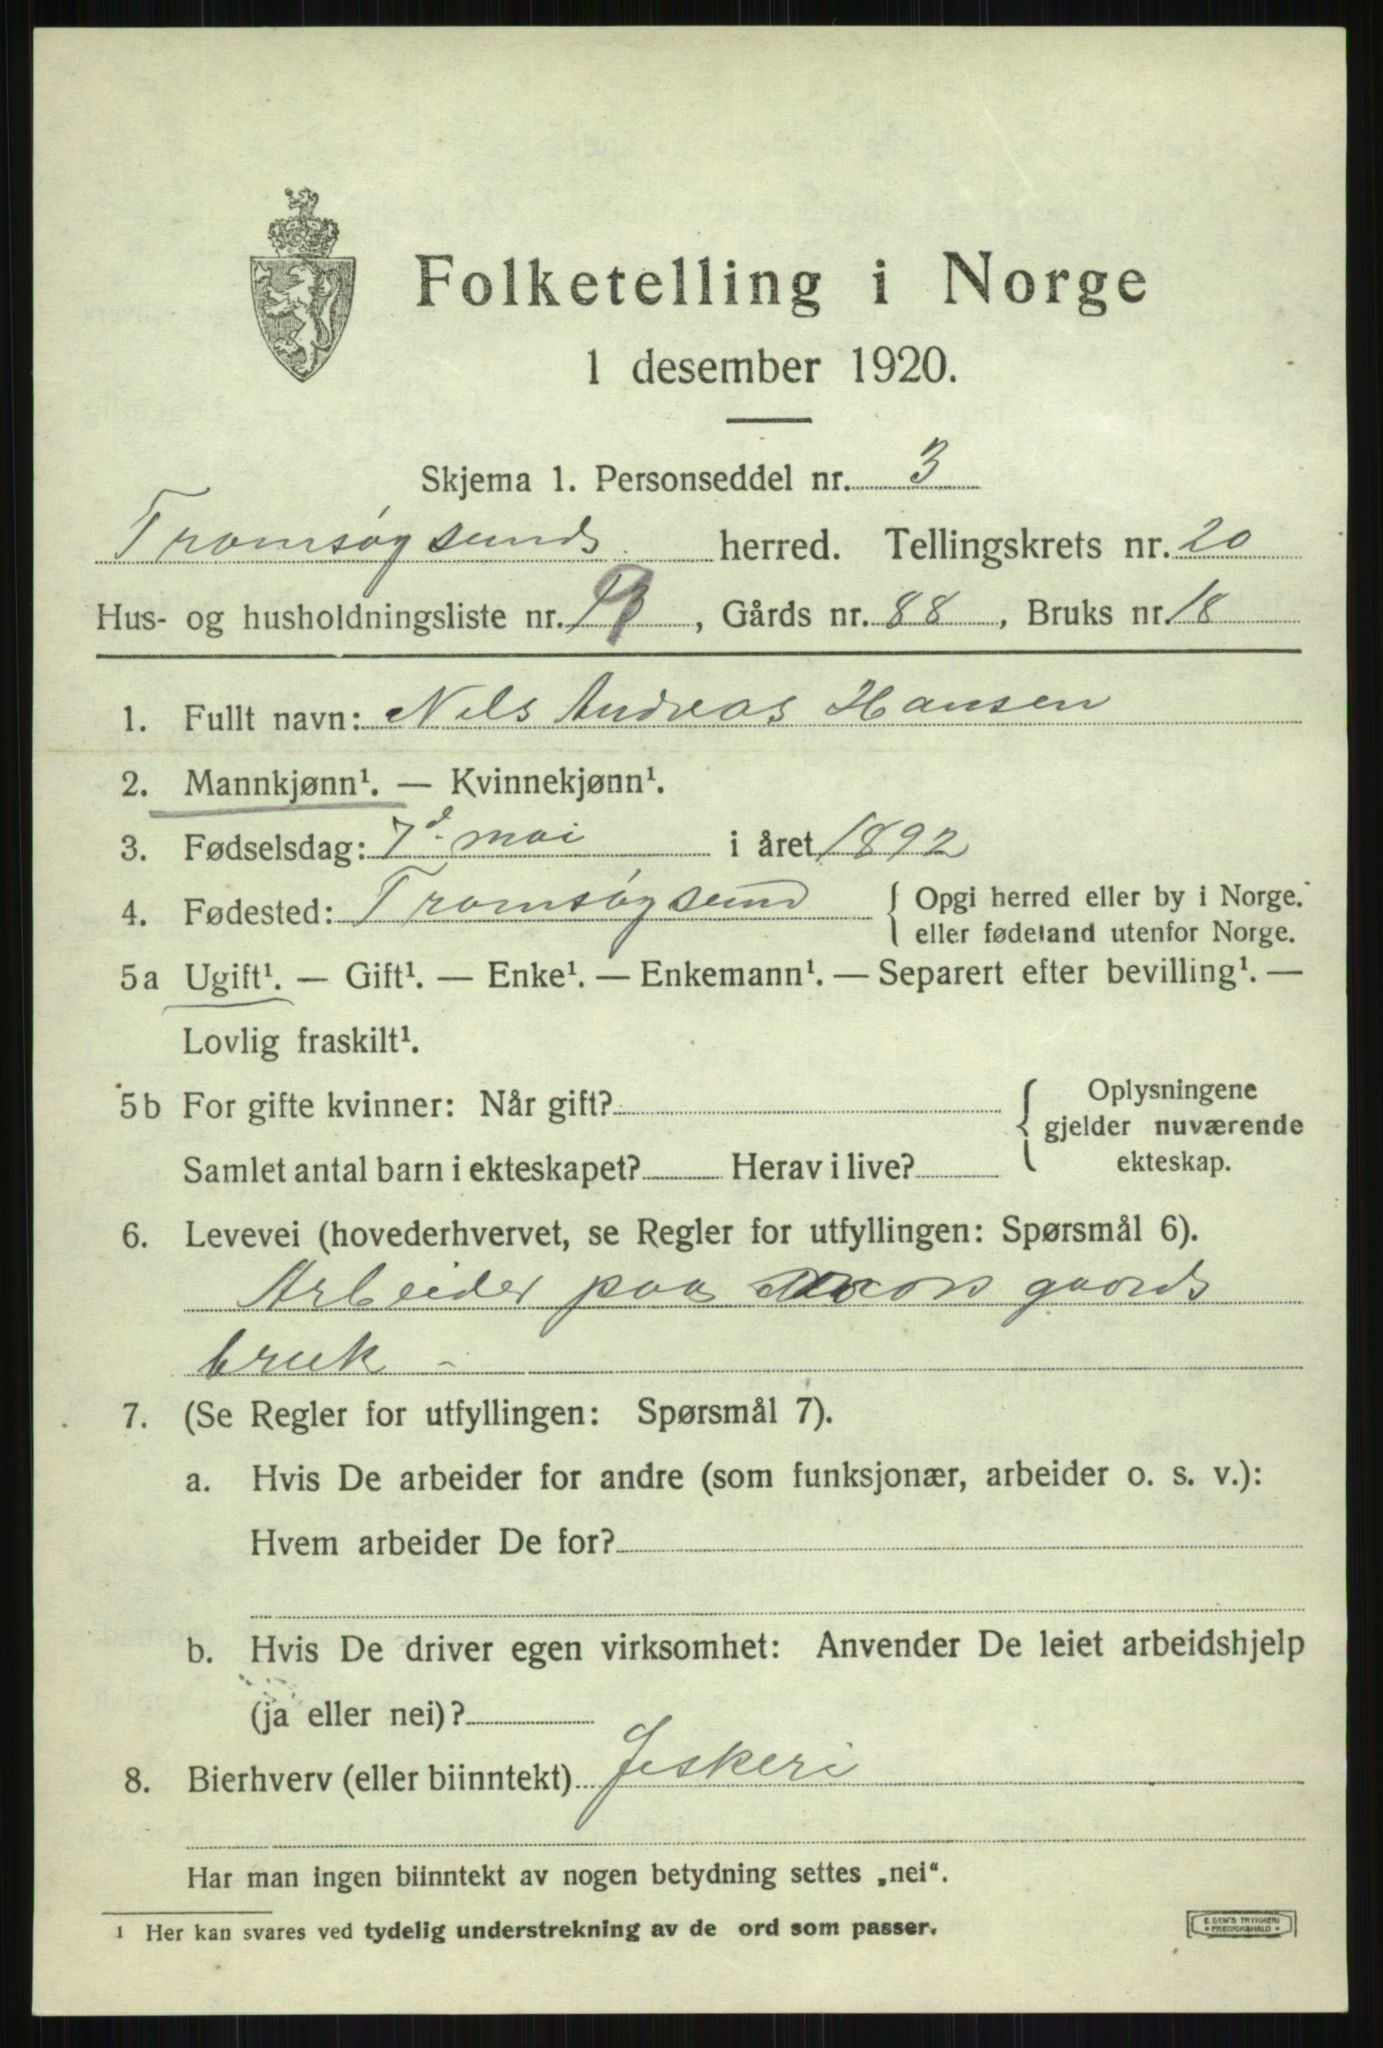 Folketelling i Norge
1 desember 1920.
Skjema 1. Personseddel nr. 3
Tromsøysunds herred. Tellingskrets nr. 20
Hus- og husholdningsliste nr. , Gårds nr. 88, Bruks nr. 18
1. Fullt navn: Nils Andreas Hansen
2. Mannkjønn¹. — Kvinnekjønn¹.
3. Fødselsdag: 7d. mai i året 1892
4. Fødested: Tromsøysund { Opgi herred eller by i Norge.
eller fødeland utenfor Norge.
5a Ugift¹. — Gift¹. — Enke¹. — Enkemann¹. — Separert efter bevilling¹. —
Lovlig fraskilt¹.
5b For gifte kvinner: Når gift? { Oplysningene
gjelder nuværende
Samlet antal barn i ekteskapet? Herav i live? ekteskap.
6. Levevei (hovederhvervet, se Regler for utfyllingen: Spørsmål 6).
Arbeider paa gaards
bruk -
7. (Se Regler for utfyllingen: Spørsmål 7).
a. Hvis De arbeider for andre (som funksjonær, arbeider o. s. v.):
Hvem arbeider De for?
b. Hvis De driver egen virksomhet: Anvender De leiet arbeidshjelp
(ja eller nei)?
8. Bierhverv (eller biinntekt) Fiskeri
Har man ingen biinntekt av nogen betydning settes „nei“.
¹ Her kan svares ved tydelig understrekning av de ord som passer.
E. SEM'S TRYKKERI
FREDRIKSHALD